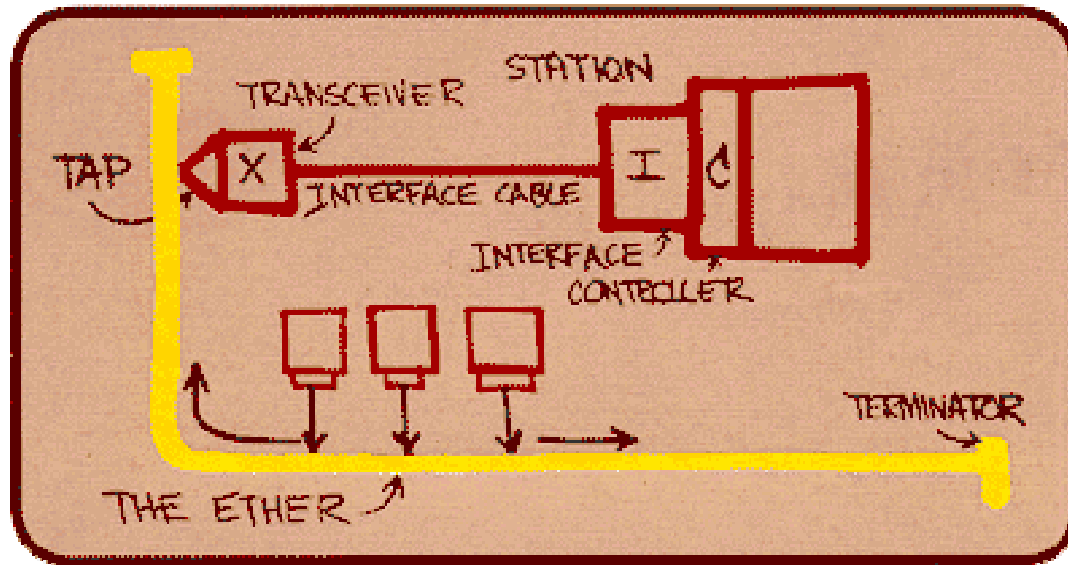 STATION
TRANSCEIVER
TAP
X
I
C
INTERFACE CABLE
INTERFACE
CONTROLLER
TERMINATOR
THE ETHER